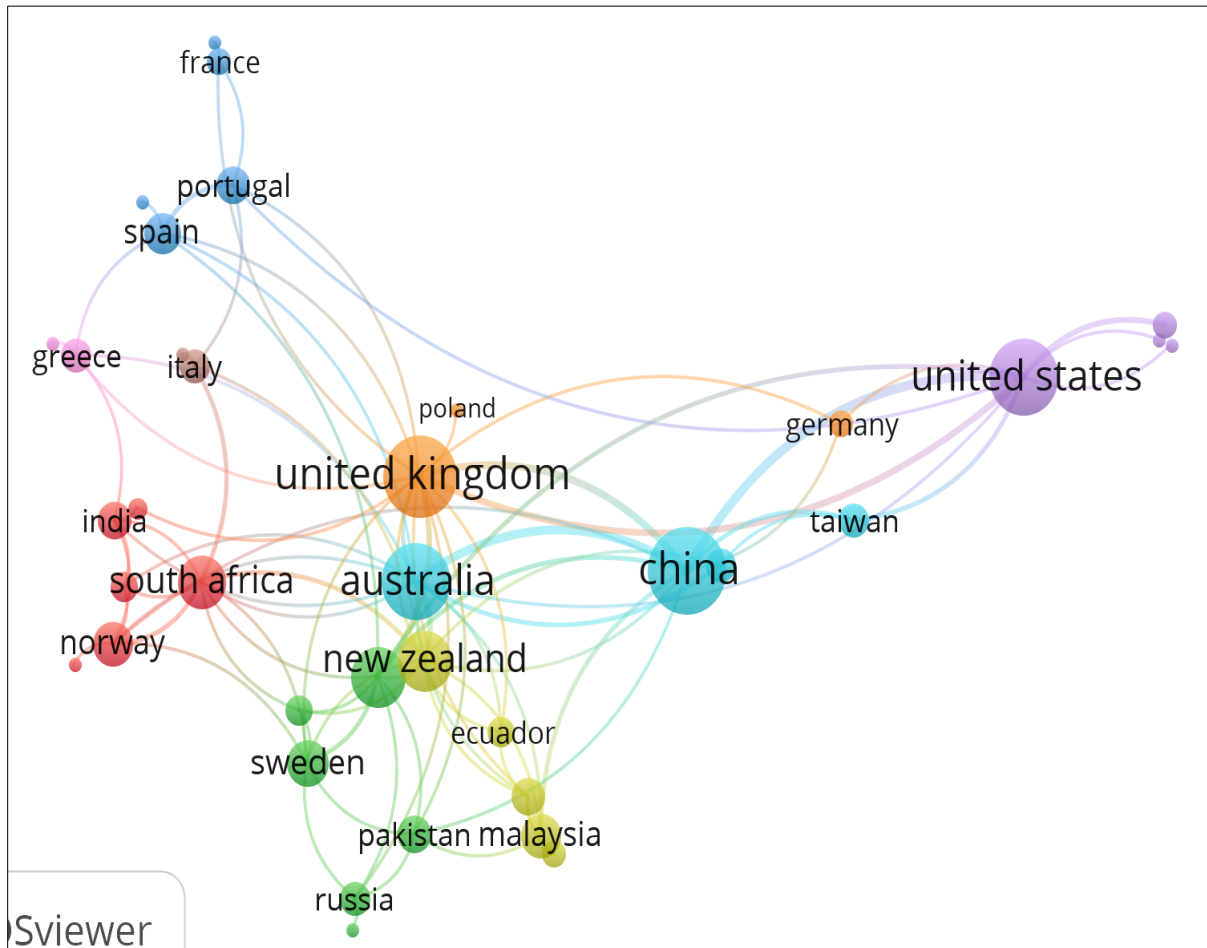 france
portugal
spain
greece
italy
united states
poland
germany
united kingdom
india
taiwan
south africa
australia
china
norway
new zealand
ecuador
sweden
pakistan
malaysia
russia
Sviewer